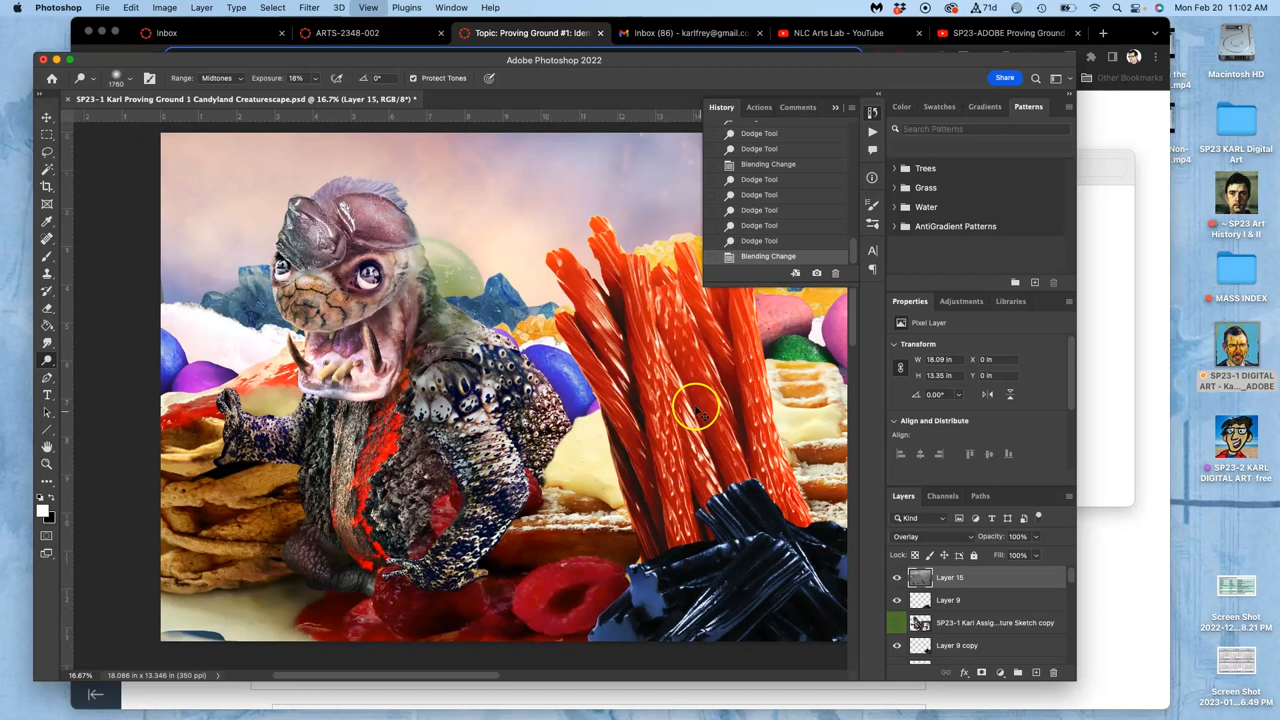 Photoshop File Edit Image Layer Type Select Filter 3D View Plugins Window 71d Mon Feb 20 11:02 AM
Inbox ARTS-2348-002 Topic: Proving Ground #1: Iden Inbox (86) - karlfrey@gmail.co NLC Arts Lab - YouTube SP23-ADOBE Proving Ground
Adobe Photoshop 2022
1760 Range: Midtones Exposure: 18% 0° Protect Tones Share Other Bookmarks
SP23-1 Karl Proving Ground 1 Candyland Creaturescape.psd @ 16.7% (Layer 15, RGB/8*) *
History Actions Comments
Dodge Tool
Dodge Tool
Blending Change
Dodge Tool
Dodge Tool
Dodge Tool
Dodge Tool
Dodge Tool
Blending Change
Color Swatches Gradients Patterns
Search Patterns
Trees
Grass
Water
AntiGradient Patterns
Properties Adjustments Libraries
Pixel Layer
Transform
W 18.09 in X 0 in
H 13.35 in Y 0 in
0.00°
Align and Distribute
Align:
Layers Channels Paths
Kind
Overlay Opacity: 100%
Lock: Fill: 100%
Layer 15
Layer 9
SP23-1 Karl Assig...ture Sketch copy
Layer 9 copy
16.67% 18.086 in x 13.346 in (350 ppi)
Macintosh HD
SP23 KARL Digital
Art
~ SP23 Art
History I & II
MASS INDEX
SP23-1 DIGITAL
ART - Ka..._ADOBE
SP23-2 KARL
DIGITAL ART free
Screen Shot
2022-12...8.21 PM
Screen Shot
2023-01...6.49 PM